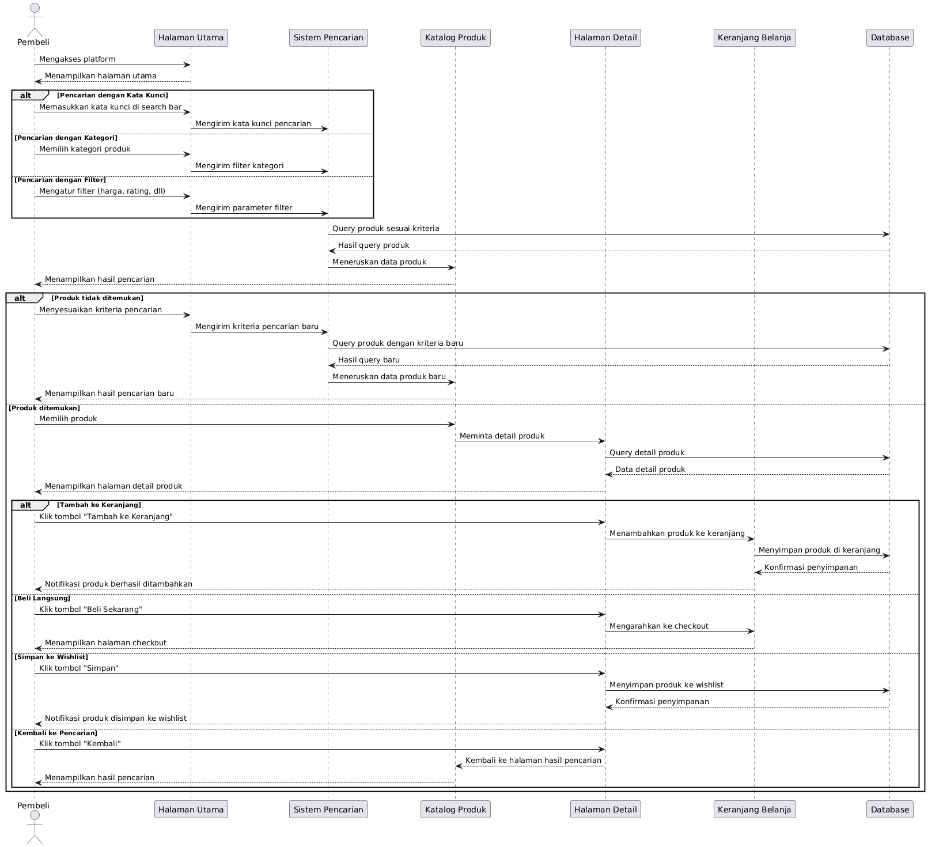 Pembeli
Halaman Utama
Sistem Pencarian
Katalog Produk
Halaman Detail
Keranjang Belanja
Database
Mengakses platform
Menampilkan halaman utama
alt
[Pencarian dengan Kata Kunci]
Memasukkan kata kunci di search bar
Mengirim kata kunci pencarian
[Pencarian dengan Kategori]
Memilih kategori produk
Mengirim filter kategori
[Pencarian dengan Filter]
Mengatur filter (harga, rating, dll)
Mengirim parameter filter
Query produk sesuai kriteria
Hasil query produk
Meneruskan data produk
Menampilkan hasil pencarian
alt
[Produk tidak ditemukan]
Menyesuaikan kriteria pencarian
Mengirim kriteria pencarian baru
Query produk dengan kriteria baru
Hasil query baru
Meneruskan data produk baru
Menampilkan hasil pencarian baru
[Produk ditemukan]
Memilih produk
Meminta detail produk
Query detail produk
Data detail produk
Menampilkan halaman detail produk
alt
[Tambah ke Keranjang]
Klik tombol "Tambah ke Keranjang"
Menambahkan produk ke keranjang
Menyimpan produk di keranjang
Konfirmasi penyimpanan
Notifikasi produk berhasil ditambahkan
[Beli Langsung]
Klik tombol "Beli Sekarang"
Mengarahkan ke checkout
Menampilkan halaman checkout
[Simpan ke Wishlist]
Klik tombol "Simpan"
Menyimpan produk ke wishlist
Konfirmasi penyimpanan
Notifikasi produk disimpan ke wishlist
[Kembali ke Pencarian]
Klik tombol "Kembali"
Kembali ke halaman hasil pencarian
Menampilkan hasil pencarian
Pembeli
Halaman Utama
Sistem Pencarian
Katalog Produk
Halaman Detail
Keranjang Belanja
Database